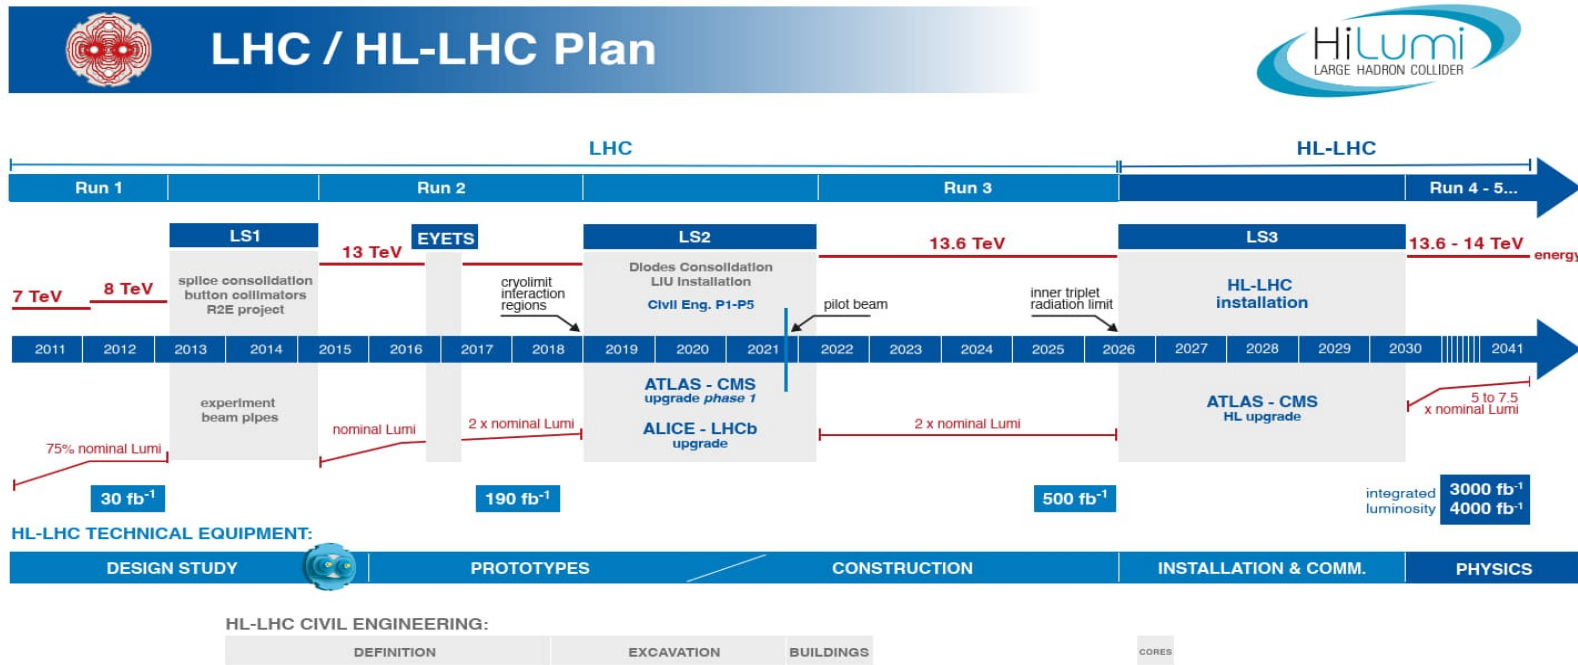 LHC / HL-LHC Plan
HiLumi
LARGE HADRON COLLIDER
LHC
HL-LHC
Run 1
Run 2
Run 3
Run 4 - 5...
LS1
EYETS
LS2
LS3
7 TeV
8 TeV
13 TeV
13.6 TeV
13.6 - 14 TeV
energy
splice consolidation
button collimators
R2E project
cryolimit
interaction
regions
Diodes Consolidation
LIU Installation
Civil Eng. P1-P5
pilot beam
inner triplet
radiation limit
HL-LHC
installation
2011 2012 2013 2014 2015 2016 2017 2018 2019 2020 2021 2022 2023 2024 2025 2026 2027 2028 2029 2030 2041
experiment
beam pipes
ATLAS - CMS
upgrade phase 1
ALICE - LHCb
upgrade
ATLAS - CMS
HL upgrade
75% nominal Lumi
nominal Lumi
2 x nominal Lumi
2 x nominal Lumi
5 to 7.5
x nominal Lumi
30 fb⁻¹
190 fb⁻¹
500 fb⁻¹
integrated
luminosity
3000 fb⁻¹
4000 fb⁻¹
HL-LHC TECHNICAL EQUIPMENT:
DESIGN STUDY
PROTOTYPES
CONSTRUCTION
INSTALLATION & COMM.
PHYSICS
HL-LHC CIVIL ENGINEERING:
DEFINITION
EXCAVATION
BUILDINGS
CORES